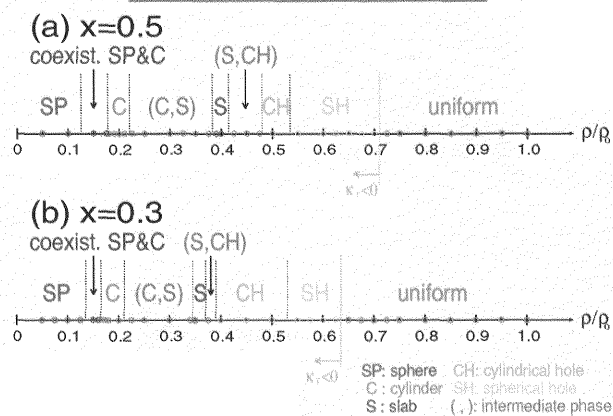 (a) x=0.5
coexist. SP&C (S,CH)
SP C (C,S) S CH SH uniform
0 0.1 0.2 0.3 0.4 0.5 0.6 0.7 0.8 0.9 1.0 ρ/ρ₀
κ<0
(b) x=0.3
coexist. SP&C (S,CH)
SP C (C,S) S CH SH uniform
0 0.1 0.2 0.3 0.4 0.5 0.6 0.7 0.8 0.9 1.0 ρ/ρ₀
κ<0
SP: sphere CH: cylindrical hole
C : cylinder SH: spherical hole
S : slab ( , ): intermediate phase